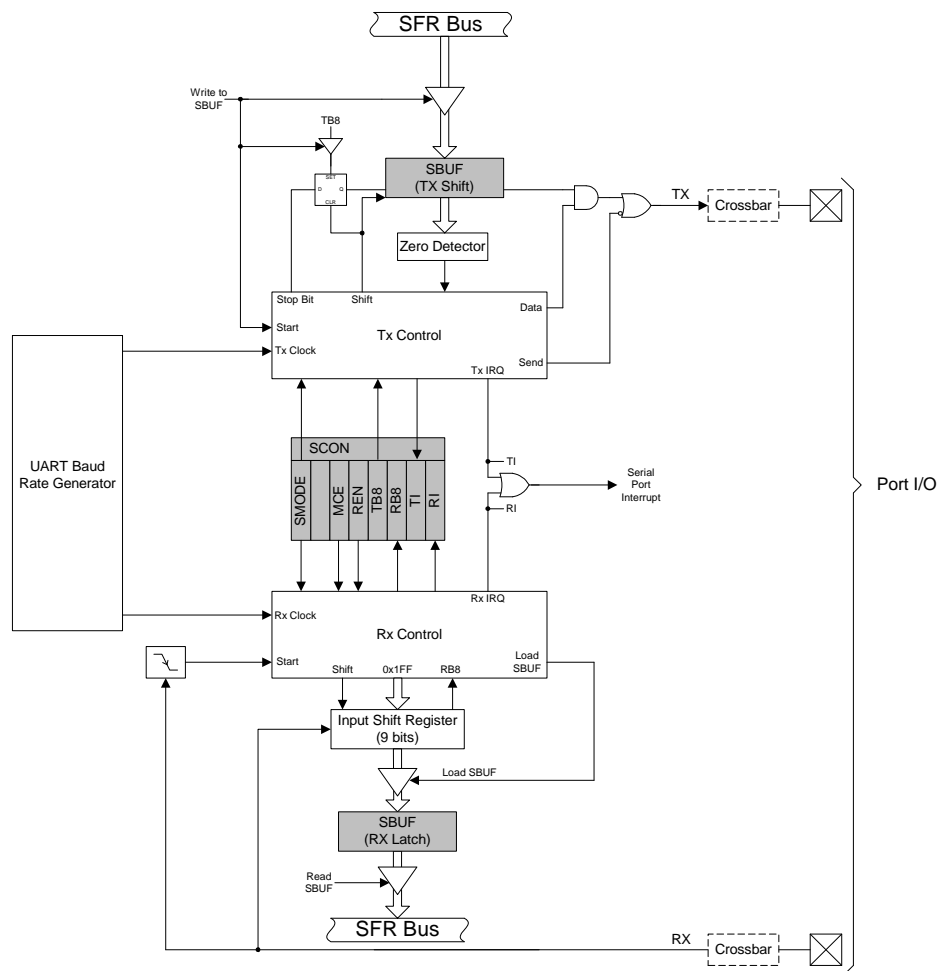 SFR Bus
Write to
SBUF
TB8
SBUF
(TX Shift)
SET
D
Q
CLR
TX
Crossbar
Zero Detector
Stop Bit
Shift
Data
Start
Tx Control
Tx Clock
Send
Tx IRQ
UART Baud
Rate Generator
SCON
SMODE
MCE
REN
TB8
RB8
TI
RI
TI
RI
Serial
Port
Interrupt
Port I/O
Rx IRQ
Rx Clock
Rx Control
Start
Load
SBUF
Shift
0x1FF
RB8
Input Shift Register
(9 bits)
Load SBUF
SBUF
(RX Latch)
Read
SBUF
SFR Bus
RX
Crossbar